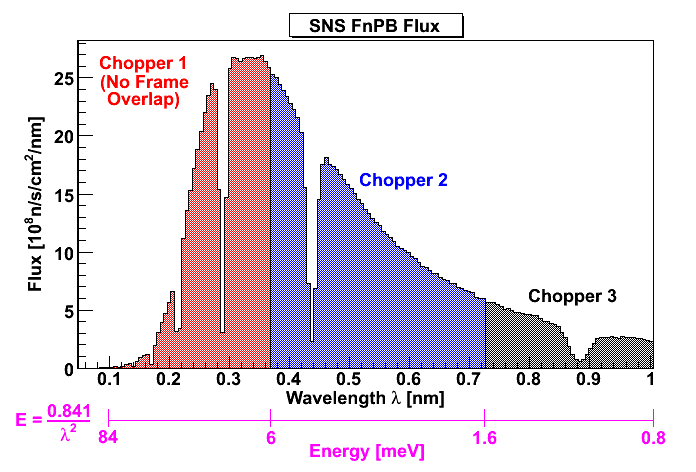 SNS FnPB Flux
Chopper 1
(No Frame
Overlap)
Chopper 2
Chopper 3
Flux [10⁸n/s/cm²/nm]
25
20
15
10
5
0
0.1 0.2 0.3 0.4 0.5 0.6 0.7 0.8 0.9 1
Wavelength λ [nm]
E = 0.841
λ²
84 6 1.6 0.8
Energy [meV]